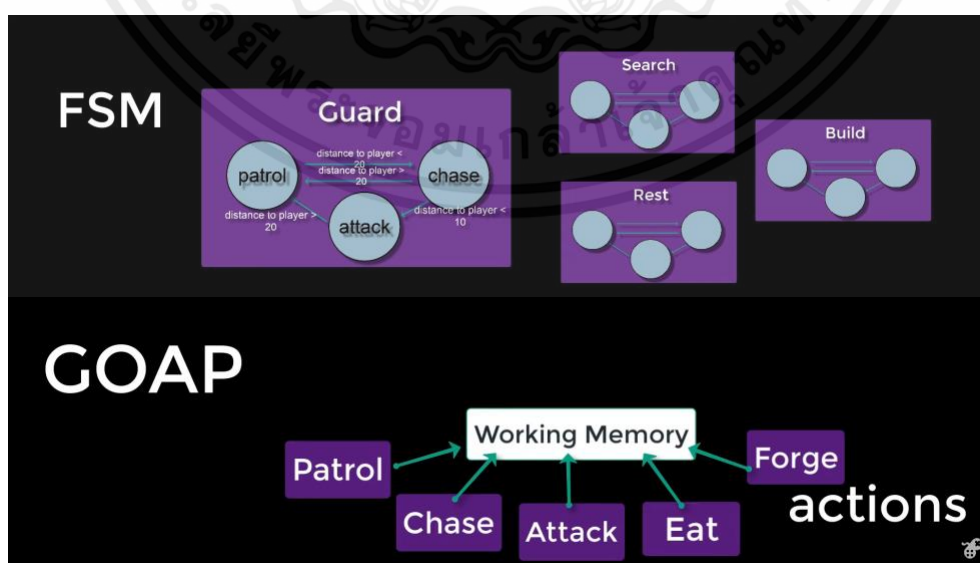 FSM
Guard
patrol
distance to player <
20
distance to player >
20
chase
distance to player >
20
attack
distance to player <
10
Search
Rest
Build
GOAP
Working Memory
Patrol
Chase
Attack
Eat
Forge
actions